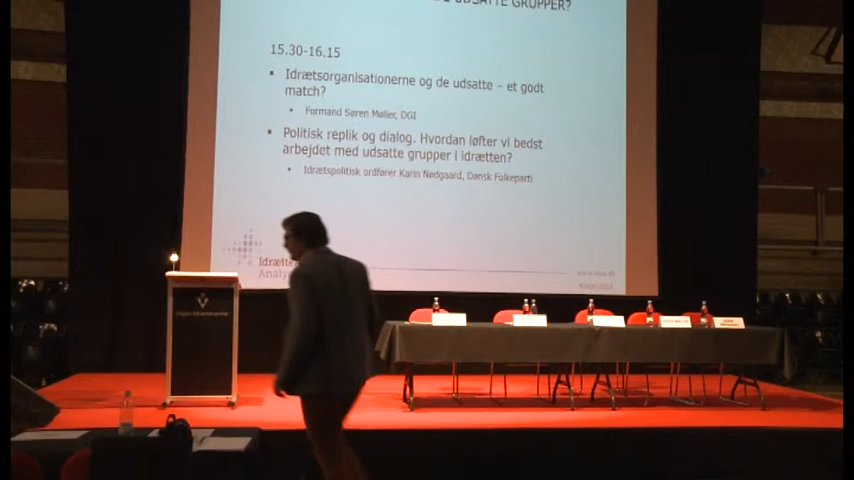 UDSATTE GRUPPER?
15.30-16.15
▪ Idrætsorganisationerne og de udsatte – et godt
match?
▪ Formand Søren Møller, DGI
▪ Politisk replik og dialog. Hvordan løfter vi bedst
arbejdet med udsatte grupper i idrætten?
▪ Idrætspolitisk ordfører Karin Nødgaard, Dansk Folkeparti
Idrætte
Analys